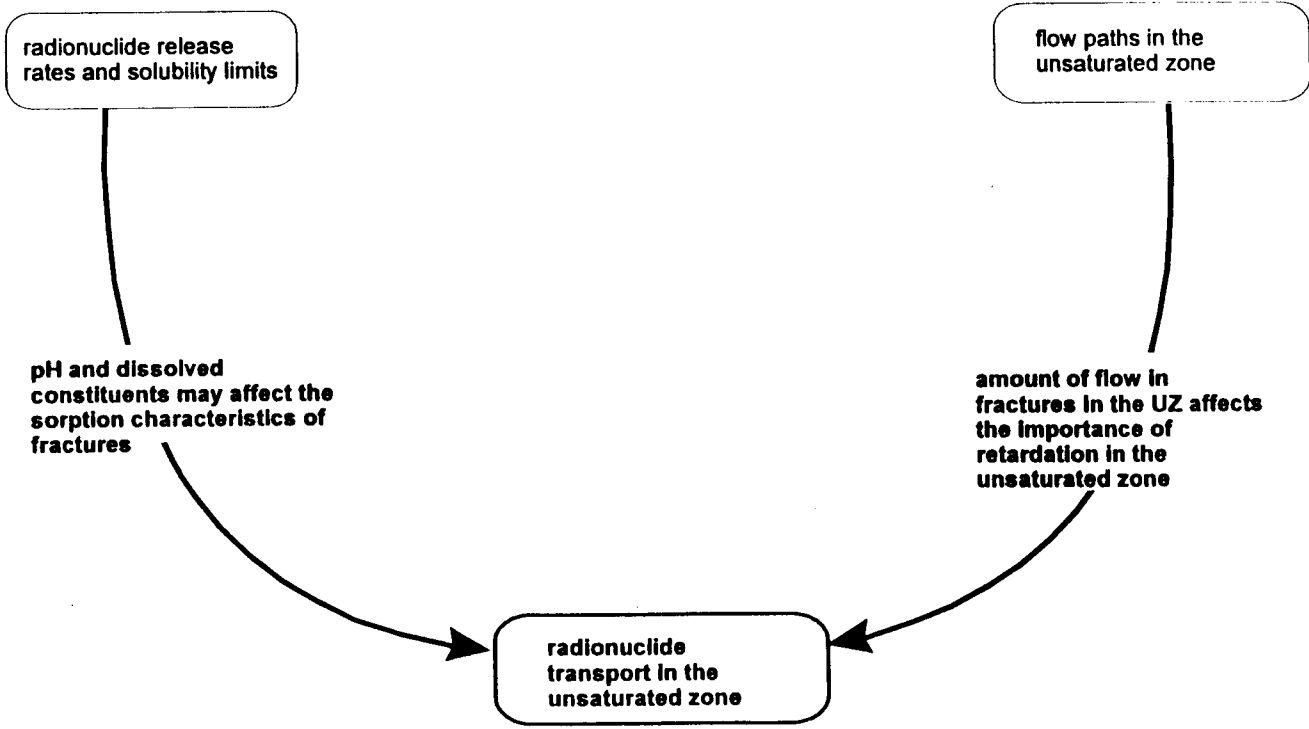 radionuclide release
rates and solubility limits
flow paths in the
unsaturated zone
pH and dissolved
constituents may affect the
sorption characteristics of
fractures
amount of flow in
fractures in the UZ affects
the importance of
retardation in the
unsaturated zone
radionuclide
transport in the
unsaturated zone